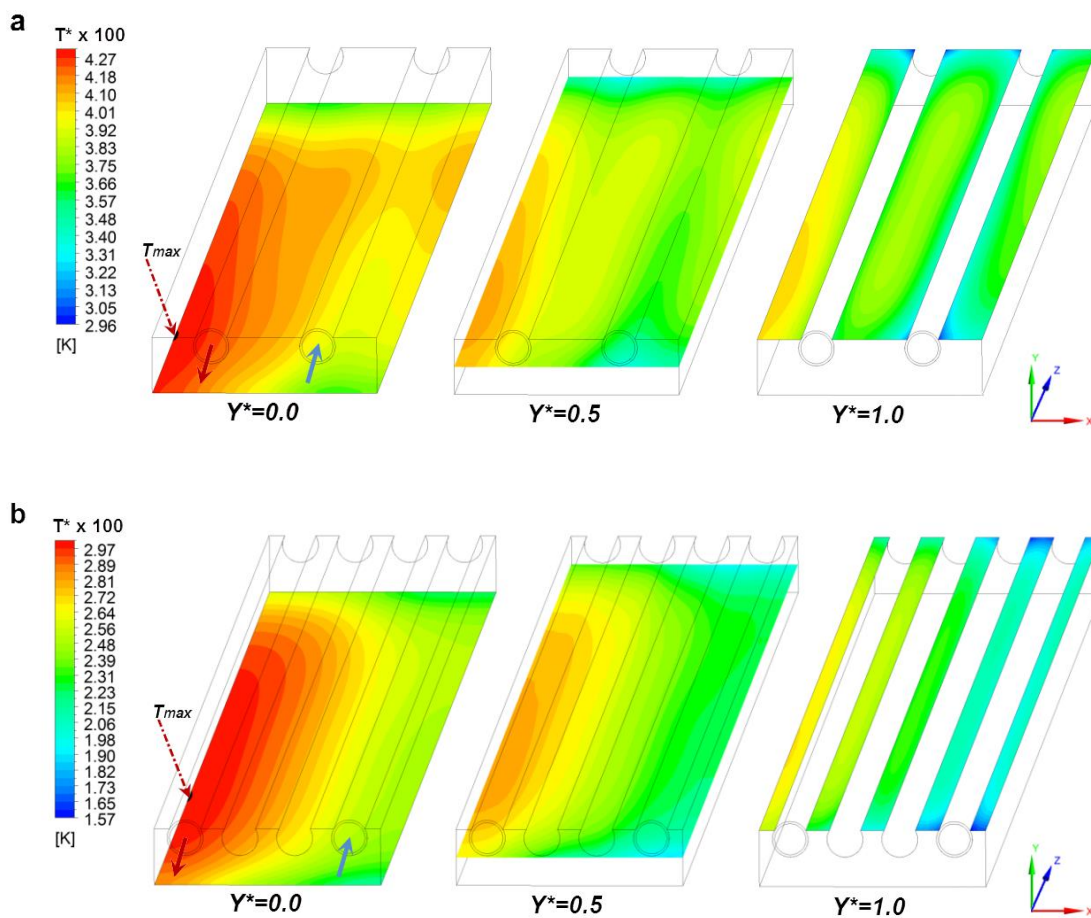 a
T* x 100
4.27
4.18
4.10
4.01
3.92
3.83
3.75
3.66
3.57
3.48
3.40
3.31
3.22
3.13
3.05
2.96
[K]
Tmax
Y*=0.0
Y*=0.5
Y*=1.0
Y
Z
X
b
T* x 100
2.97
2.89
2.81
2.72
2.64
2.56
2.48
2.39
2.31
2.23
2.15
2.06
1.98
1.90
1.82
1.73
1.65
1.57
[K]
Tmax
Y*=0.0
Y*=0.5
Y*=1.0
Y
Z
X